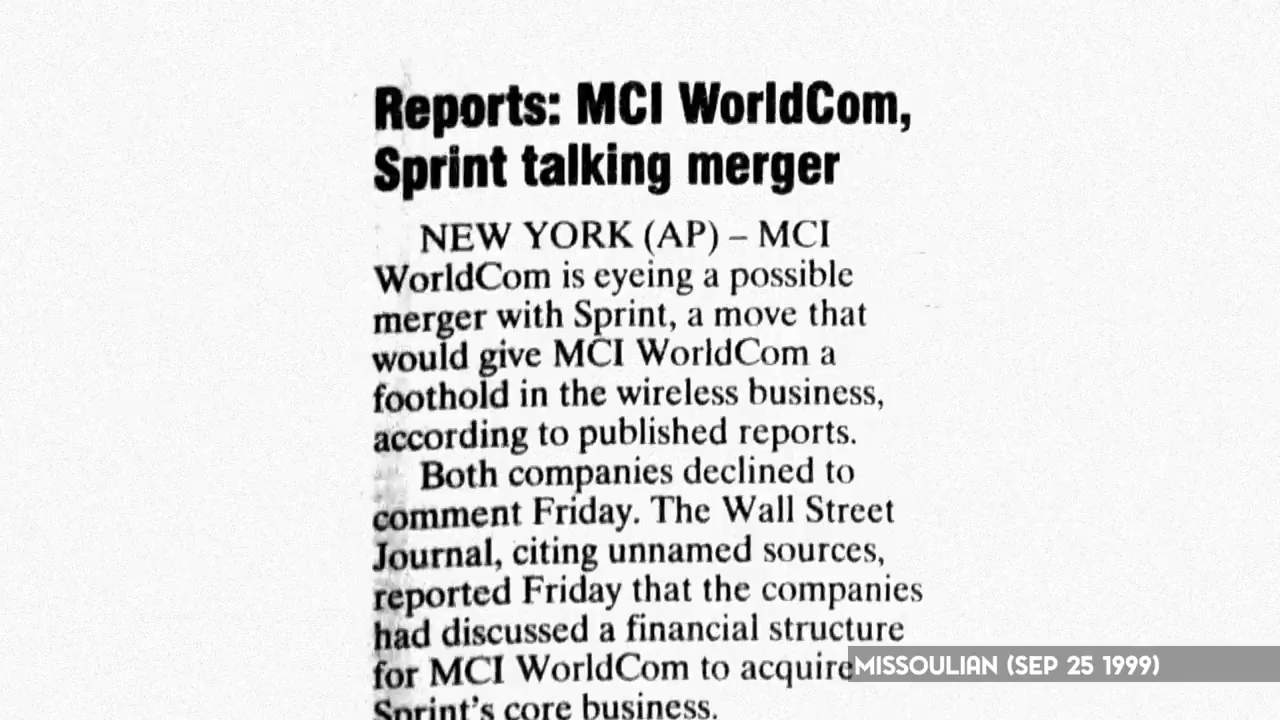 Reports: MCI WorldCom,
Sprint talking merger
NEW YORK (AP) – MCI
WorldCom is eyeing a possible
merger with Sprint, a move that
would give MCI WorldCom a
foothold in the wireless business,
according to published reports.
Both companies declined to
comment Friday. The Wall Street
Journal, citing unnamed sources,
reported Friday that the companies
had discussed a financial structure
for MCI WorldCom to acquire
Sprint's core business.
MISSOULIAN (SEP 25 1999)